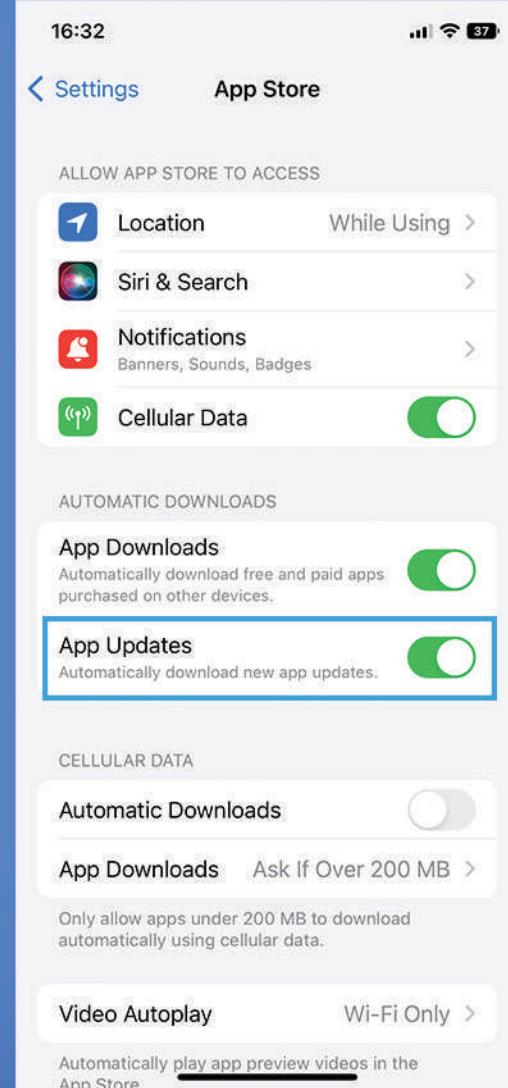 16:32
37
Settings
App Store
ALLOW APP STORE TO ACCESS
Location While Using
Siri & Search
Notifications
Banners, Sounds, Badges
Cellular Data
AUTOMATIC DOWNLOADS
App Downloads
Automatically download free and paid apps
purchased on other devices.
App Updates
Automatically download new app updates.
CELLULAR DATA
Automatic Downloads
App Downloads Ask If Over 200 MB
Only allow apps under 200 MB to download
automatically using cellular data.
Video Autoplay Wi-Fi Only
Automatically play app preview videos in the
App Store